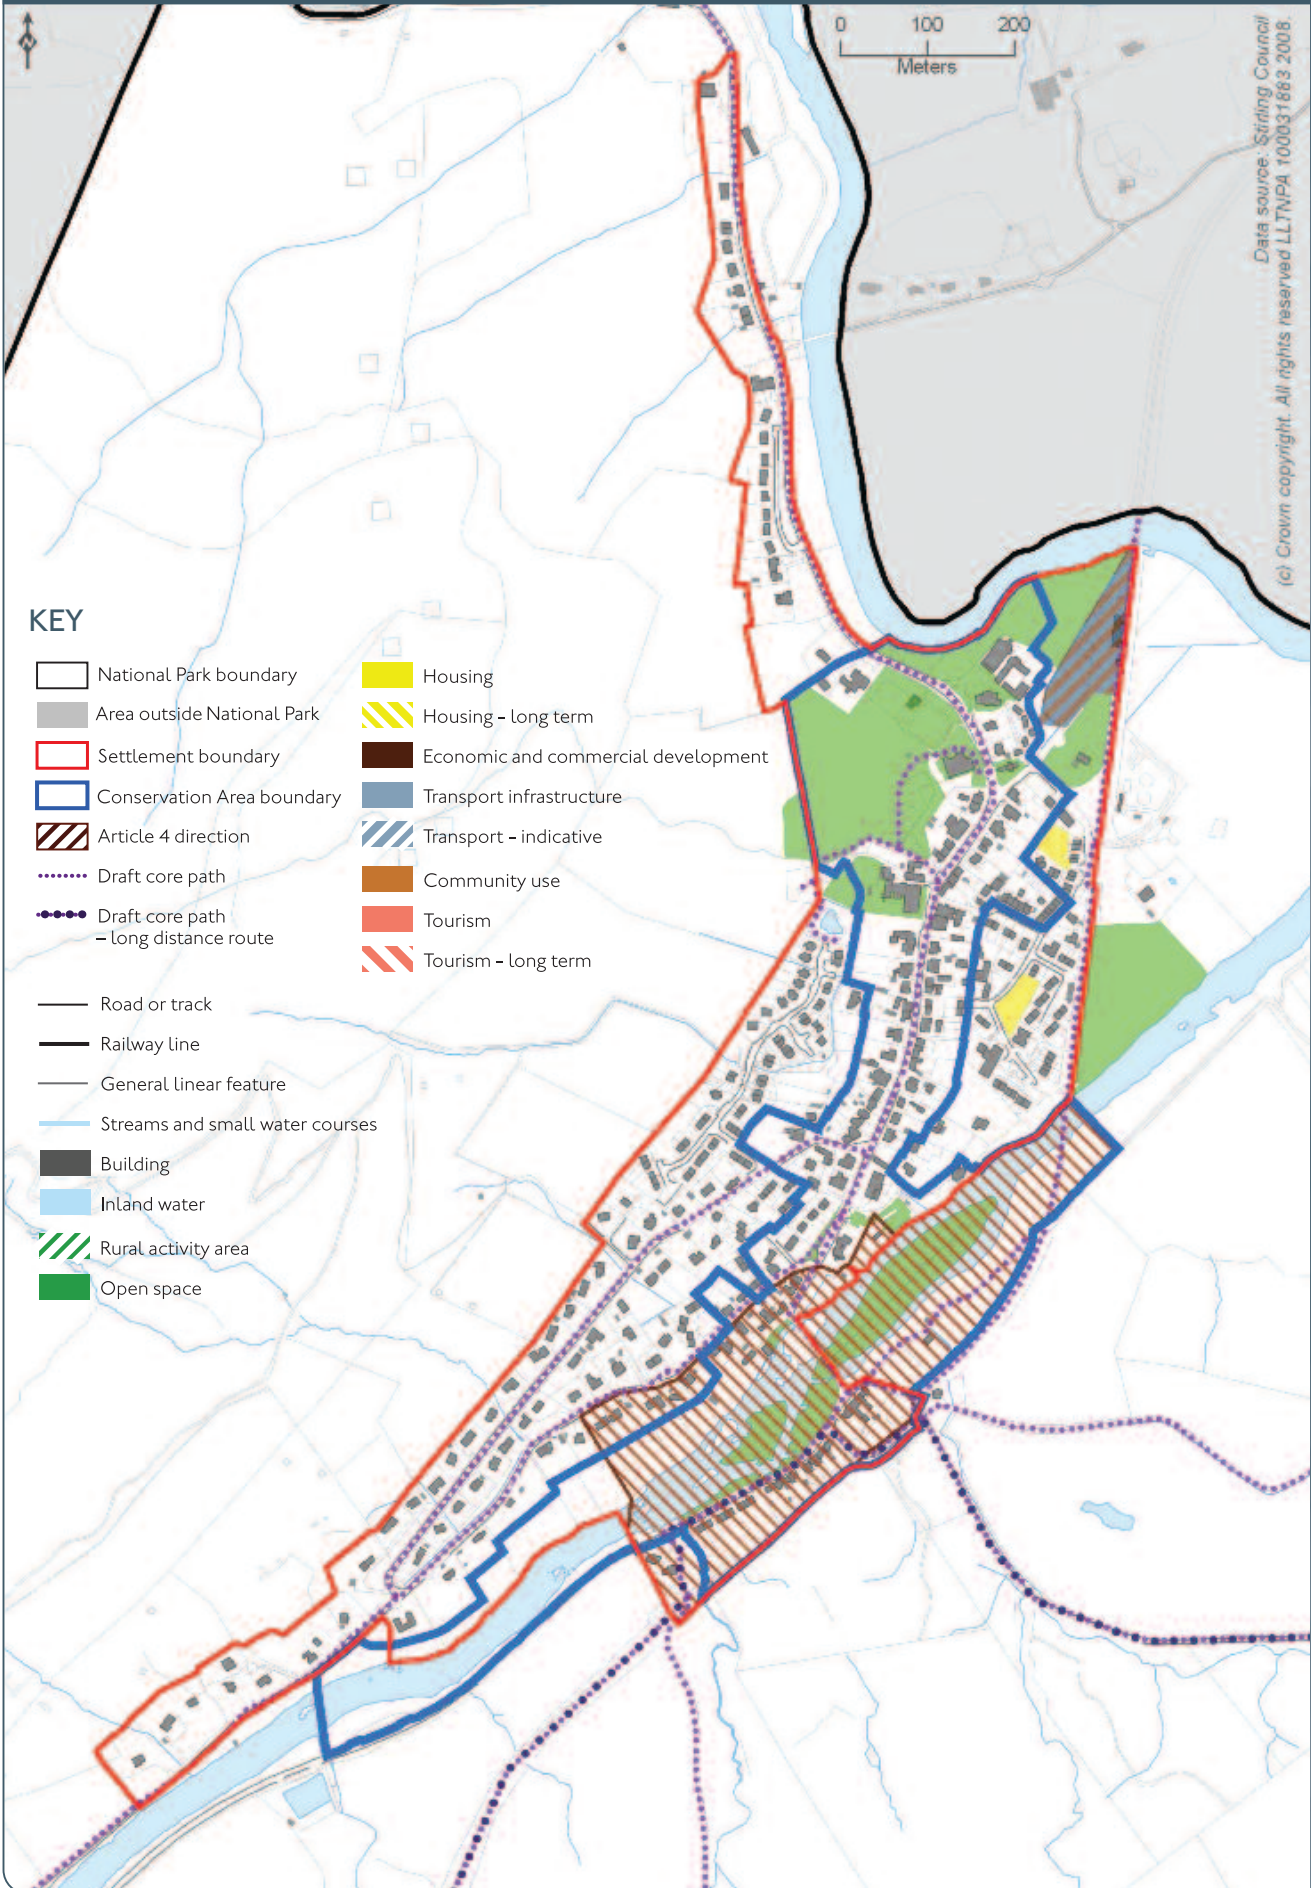 N
0 100 200
Meters
Data source: Stirling Council
(c) Crown copyright. All rights reserved LLTNPA 100031883 2008.
KEY
National Park boundary
Area outside National Park
Settlement boundary
Conservation Area boundary
Article 4 direction
Draft core path
Draft core path
– long distance route
Road or track
Railway line
General linear feature
Streams and small water courses
Building
Inland water
Rural activity area
Open space
Housing
Housing – long term
Economic and commercial development
Transport infrastructure
Transport – indicative
Community use
Tourism
Tourism – long term